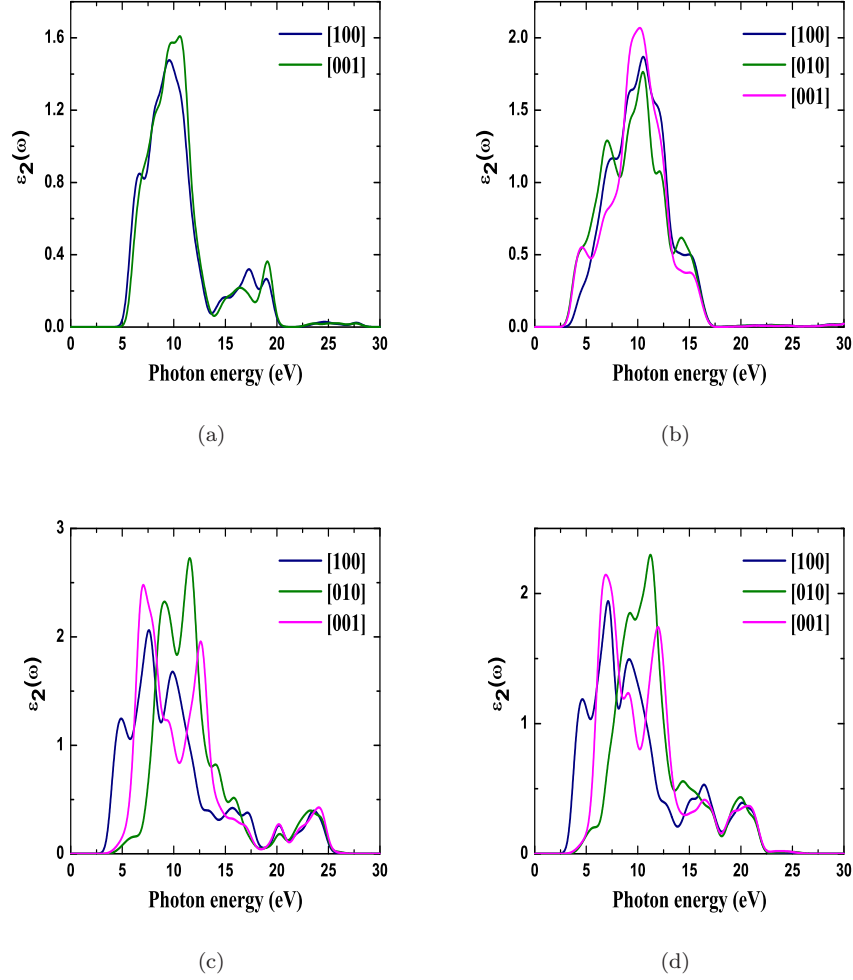 1.6
1.2
0.8
0.4
0.0
ε2(ω)
[100]
[001]
0 5 10 15 20 25 30
Photon energy (eV)
(a)
2.0
1.5
1.0
0.5
0.0
ε2(ω)
[100]
[010]
[001]
0 5 10 15 20 25 30
Photon energy (eV)
(b)
3
2
1
0
ε2(ω)
[100]
[010]
[001]
0 5 10 15 20 25 30
Photon energy (eV)
(c)
2
1
0
ε2(ω)
[100]
[010]
[001]
0 5 10 15 20 25 30
Photon energy (eV)
(d)